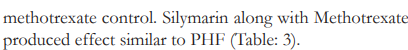 methotrexate control. Silymarin along with Methotrexate
produced effect similar to PHF (Table: 3).